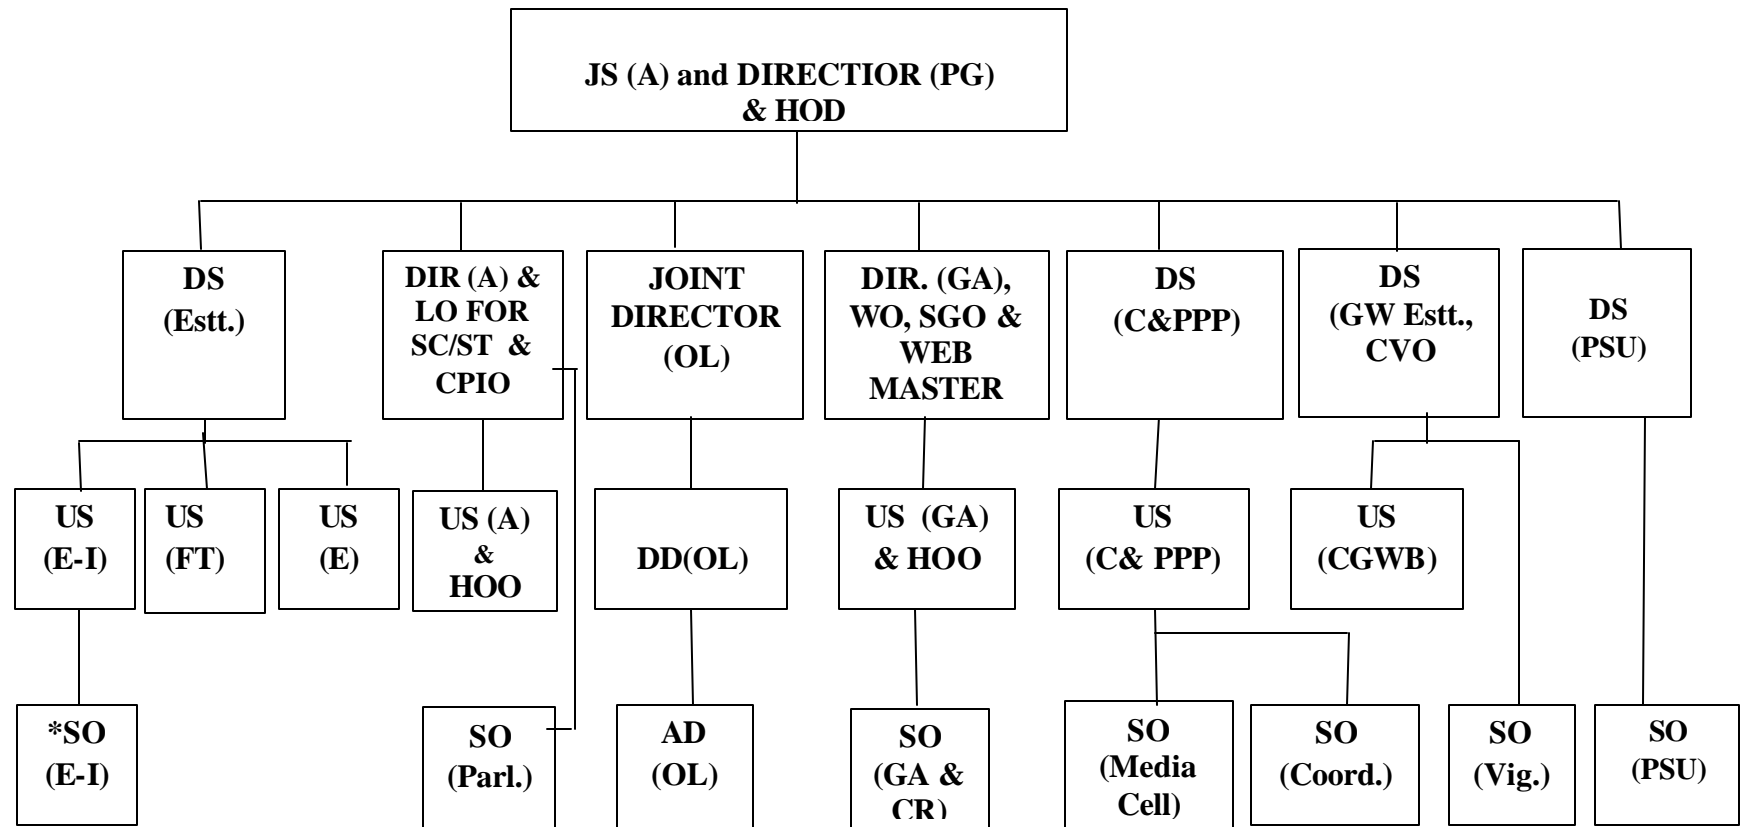 JS (A) and DIRECTIOR (PG)
& HOD
DS
(Estt.)
DIR (A) &
LO FOR
SC/ST &
CPIO
JOINT
DIRECTOR
(OL)
DIR. (GA),
WO, SGO &
WEB
MASTER
DS
(C&PPP)
DS
(GW Estt.,
CVO
DS
(PSU)
US
(E-I)
US
(FT)
US
(E)
US (A)
&
HOO
DD(OL)
US (GA)
& HOO
US
(C& PPP)
US
(CGWB)
*SO
(E-I)
SO
(Parl.)
AD
(OL)
SO
(GA &
CR)
SO
(Media
Cell)
SO
(Coord.)
SO
(Vig.)
SO
(PSU)